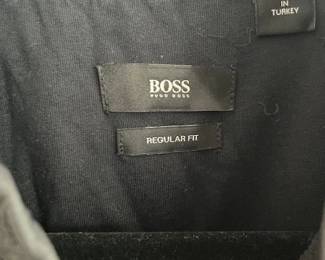 IN
TURKEY
BOSS
HUGO BOSS
REGULAR FIT